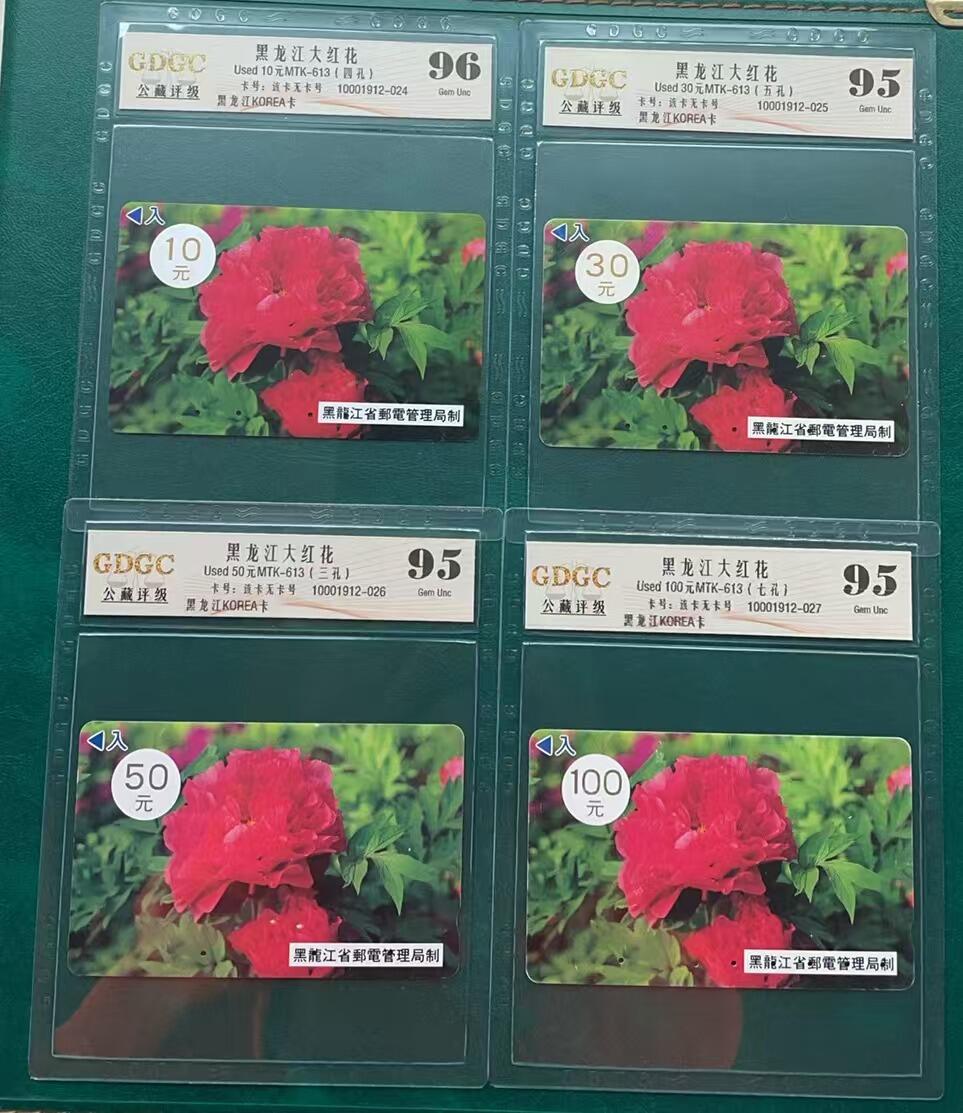 GDGC
公藏评级
黑龙江大红花
Used 10元MTK-613(四孔)
卡号:该卡无卡号 10001912-024
黑龙江KOREA卡
96
Gem Unc
入
10
元
黑龍江省郵電管理局制
GDGC
公藏评级
黑龙江大红花
Used 30元MTK-613(五孔)
卡号:该卡无卡号 10001912-025
黑龙江KOREA卡
95
Gem Unc
入
30
元
黑龍江省郵電管理局制
GDGC
公藏评级
黑龙江大红花
Used 50元MTK-613(三孔)
卡号:该卡无卡号 10001912-026
黑龙江KOREA卡
95
Gem Unc
入
50
元
黑龍江省郵電管理局制
GDGC
公藏评级
黑龙江大红花
Used 100元MTK-613(七孔)
卡号:该卡无卡号 10001912-027
黑龙江KOREA卡
95
Gem Unc
入
100
元
黑龍江省郵電管理局制